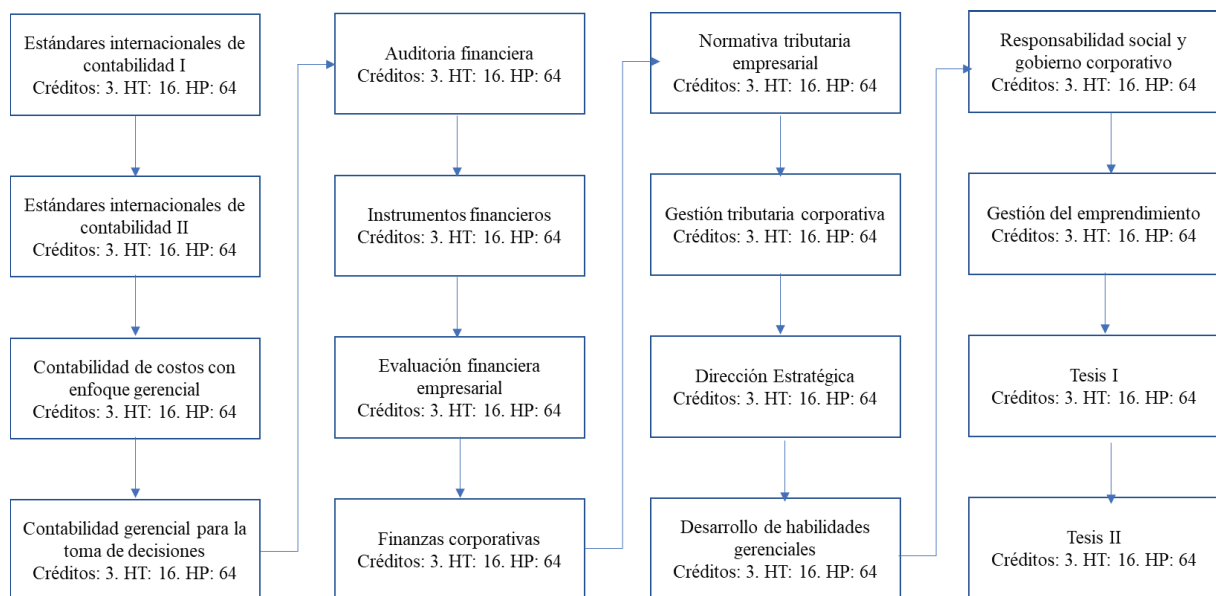 Estándares internacionales de
contabilidad I
Créditos: 3. HT: 16. HP: 64
Estándares internacionales de
contabilidad II
Créditos: 3. HT: 16. HP: 64
Contabilidad de costos con
enfoque gerencial
Créditos: 3. HT: 16. HP: 64
Contabilidad gerencial para la
toma de decisiones
Créditos: 3. HT: 16. HP: 64
Auditoria financiera
Créditos: 3. HT: 16. HP: 64
Instrumentos financieros
Créditos: 3. HT: 16. HP: 64
Evaluación financiera
empresarial
Créditos: 3. HT: 16. HP: 64
Finanzas corporativas
Créditos: 3. HT: 16. HP: 64
Normativa tributaria
empresarial
Créditos: 3. HT: 16. HP: 64
Gestión tributaria corporativa
Créditos: 3. HT: 16. HP: 64
Dirección Estratégica
Créditos: 3. HT: 16. HP: 64
Desarrollo de habilidades
gerenciales
Créditos: 3. HT: 16. HP: 64
Responsabilidad social y
gobierno corporativo
Créditos: 3. HT: 16. HP: 64
Gestión del emprendimiento
Créditos: 3. HT: 16. HP: 64
Tesis I
Créditos: 3. HT: 16. HP: 64
Tesis II
Créditos: 3. HT: 16. HP: 64